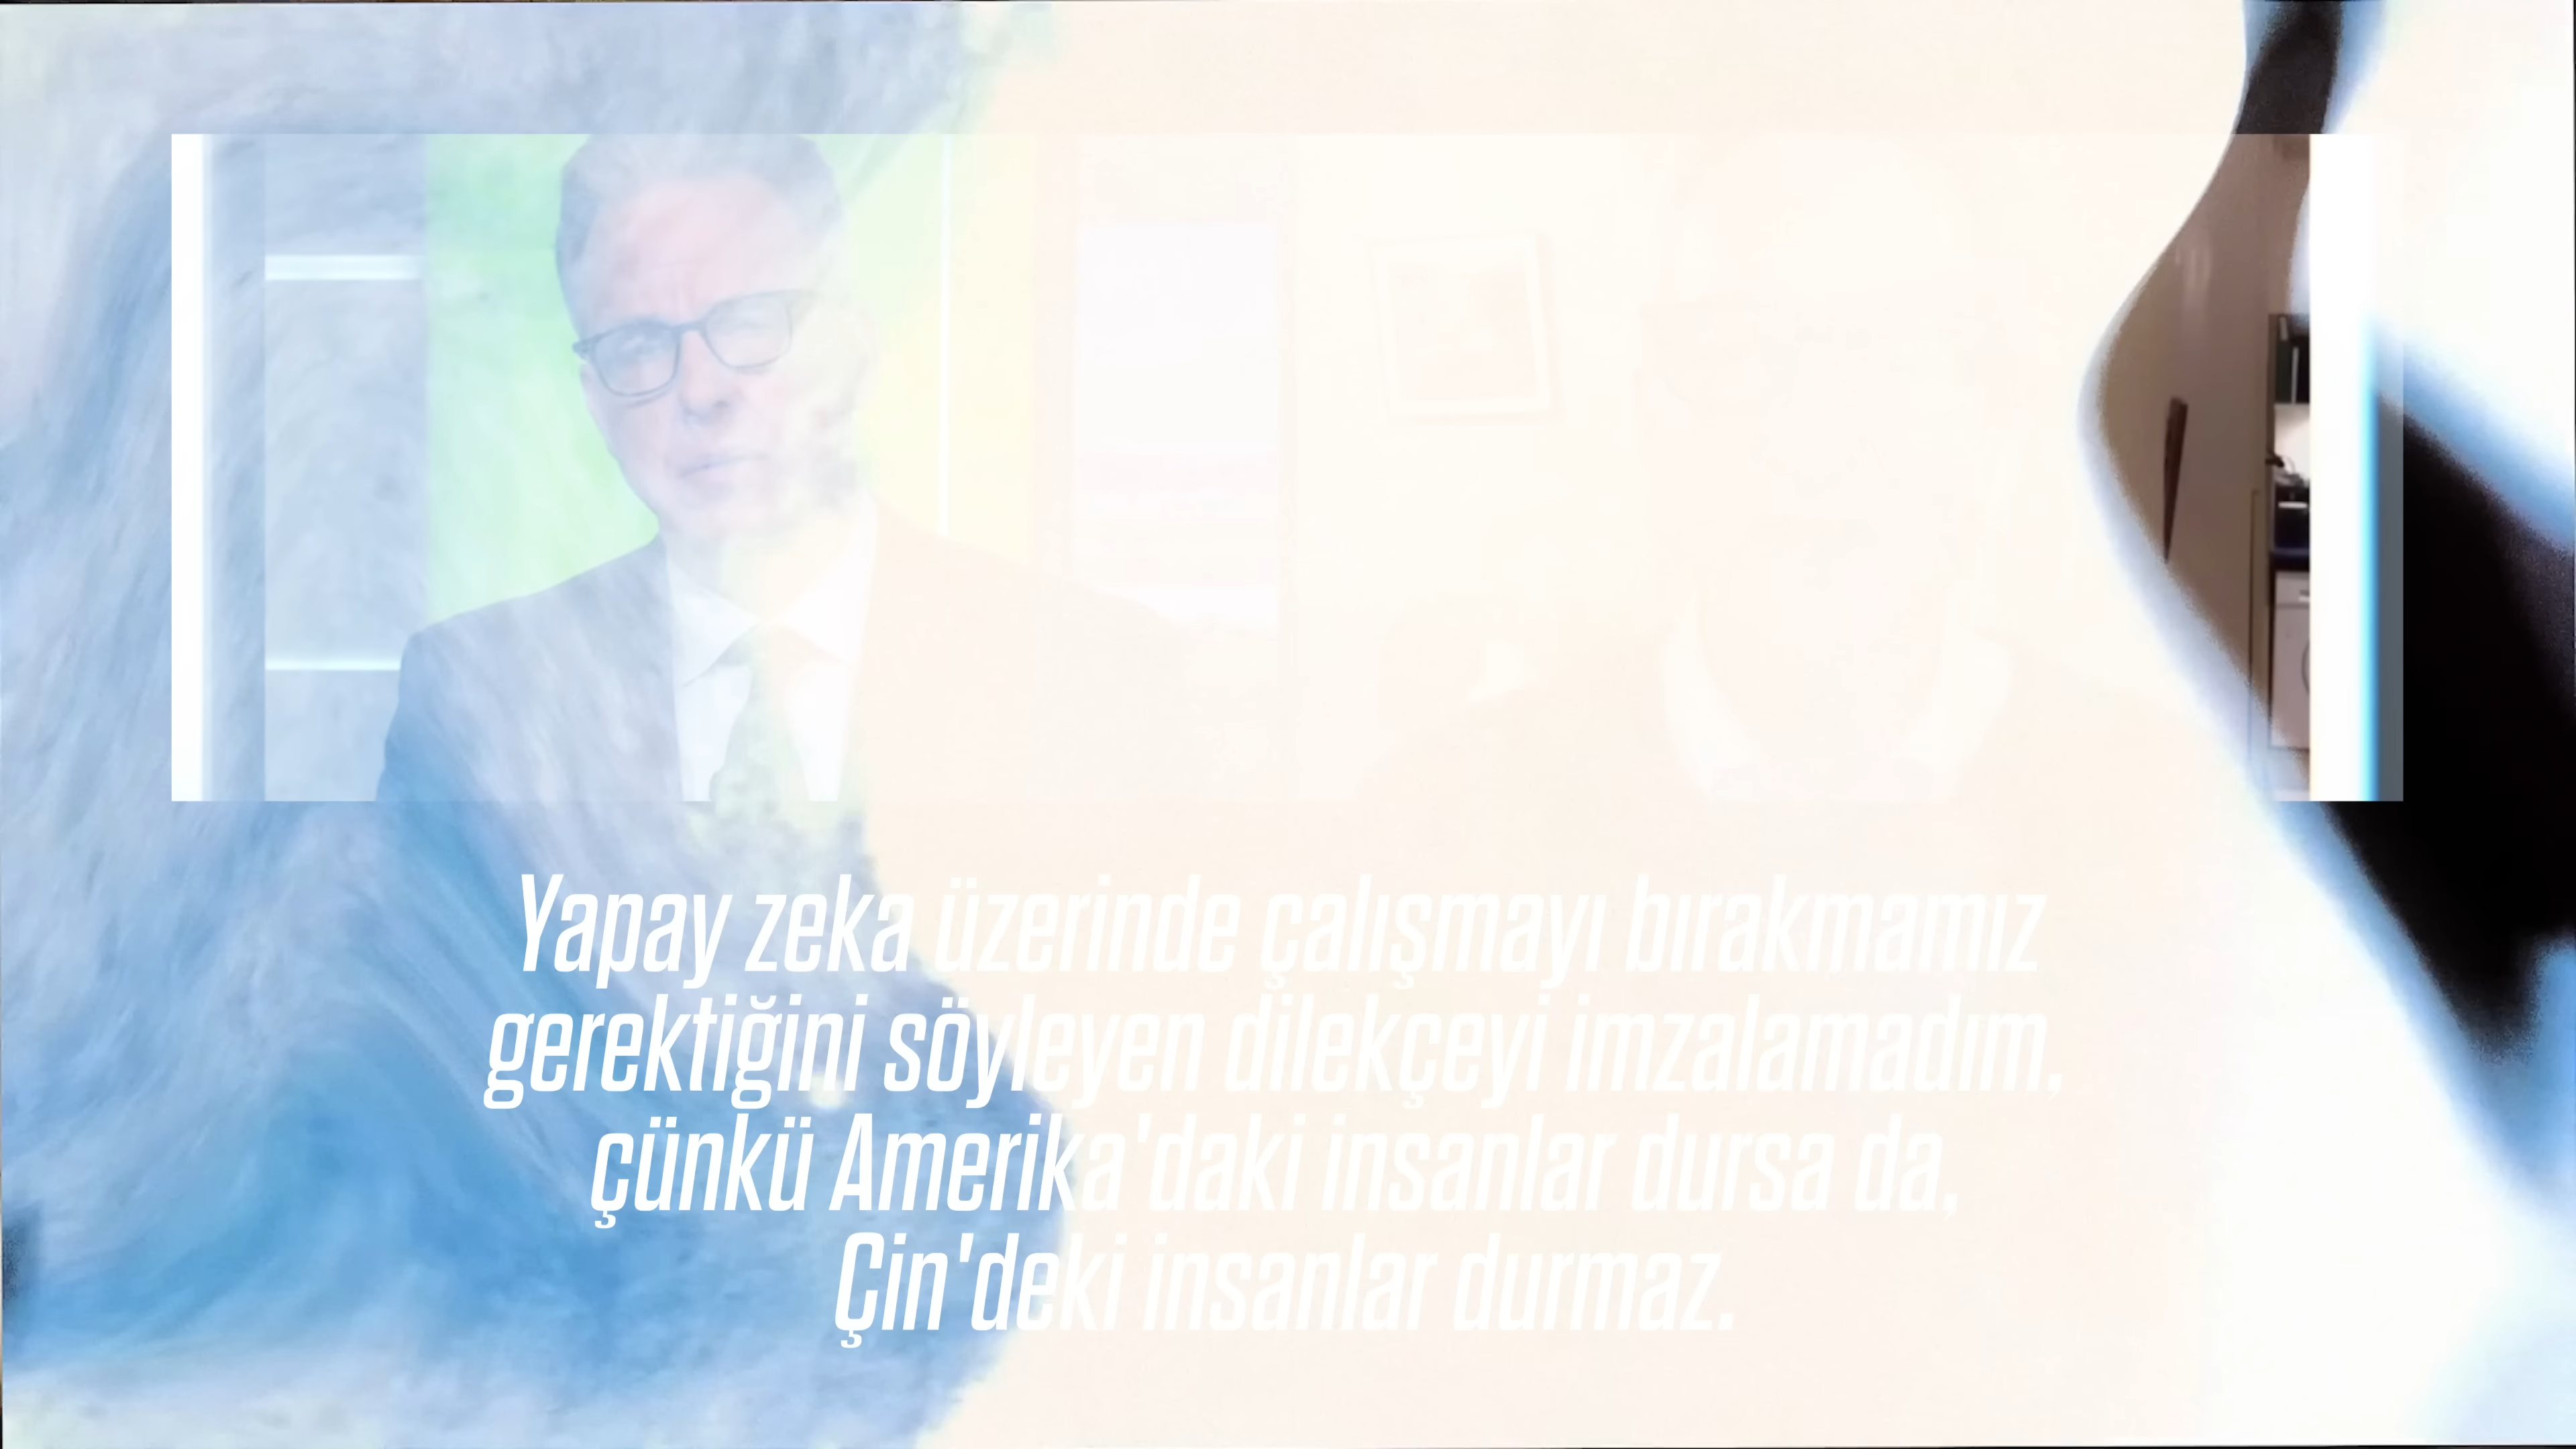 Yapay zeka üzerinde çalışmayı bırakmamız
gerektiğini söyleyen dilekçeyi imzalamadım,
çünkü Amerika'daki insanlar dursa da,
Çin'deki insanlar durmaz.